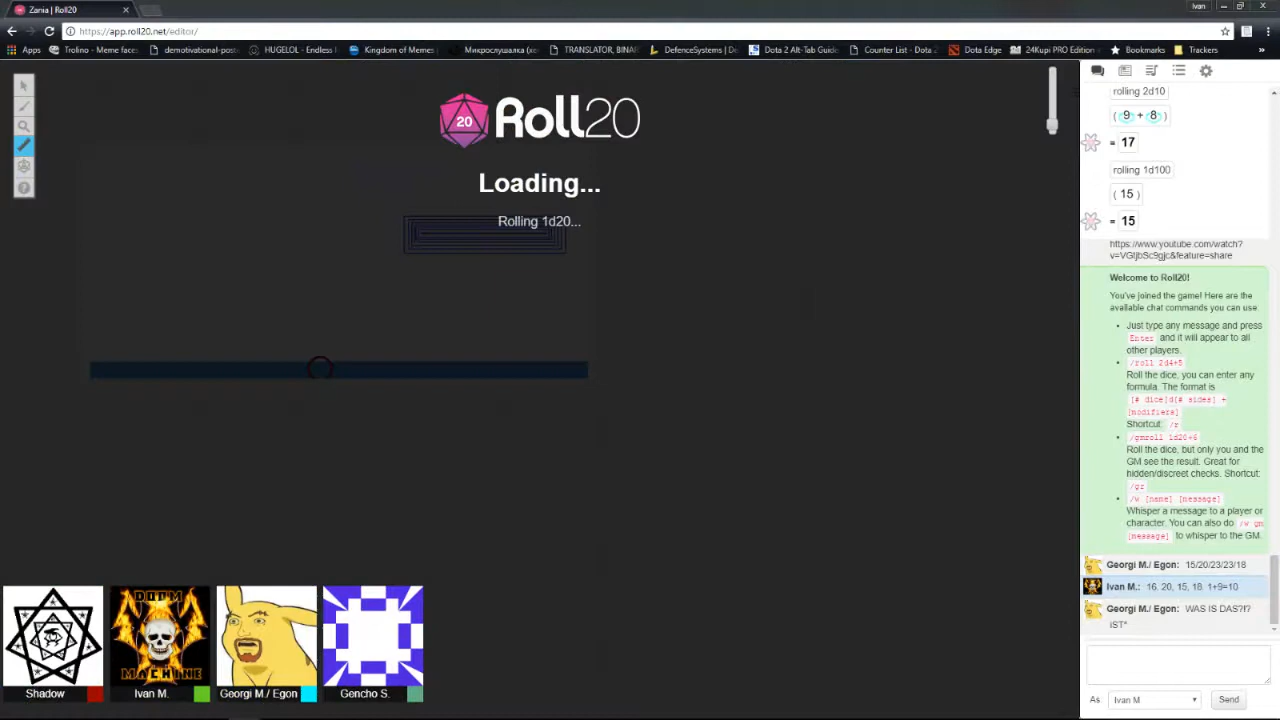 Zania | Roll20
Ivan
https://app.roll20.net/editor/
Apps
Trolino - Meme faces
demotivational-post
HUGELOL - Endless
Kingdom of Memes
TRANSLATOR, BINAR
DefenceSystems | De
Dota 2 Alt-Tab Guide
Counter List - Dota 2
Dota Edge
24Kupi PRO Edition
Bookmarks
Trackers
20
Roll20
Loading...
Rolling 1d20...
rolling 2d10
( 9 + 8 )
= 17
rolling 1d100
( 15 )
= 15
https://www.youtube.com/watch?
Welcome to Roll20!
You've joined the game! Here are the
available chat commands you can use:
Just type any message and press
Enter and it will appear to all
other players.
/roll 2d4+5
Roll the dice, you can enter any
formula. The format is
[# dice]d[# sides] +
[modifiers]
Shortcut: /r
/gmroll 1d20+6
Roll the dice, but only you and the
GM see the result. Great for
hidden/discreet checks. Shortcut:
/gr
/w [name] [message]
Whisper a message to a player or
character. You can also do /w gm
[message] to whisper to the GM.
Georgi M./ Egon: 15/20/23/23/18
Ivan M.: 16, 20, 15, 18, 1+9=10
Georgi M./ Egon: WAS IS DAS?!?
iST*
DOOM
MACHINE
Shadow
Ivan M.
Georgi M./ Egon
Gencho S.
As
Ivan M
Send